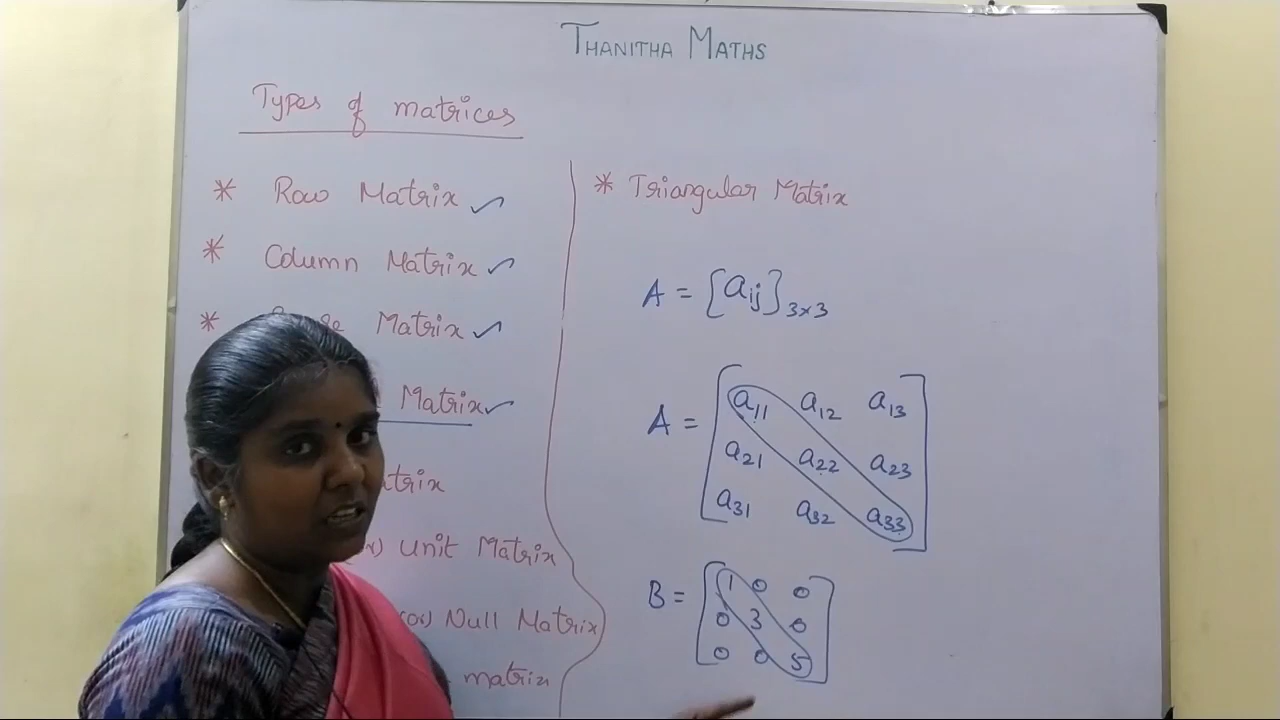 THANITHA MATHS
Types of matrices
* Row Matrix ✓
* Column Matrix ✓
* Matrix ✓
Matrix ✓
Unit Matrix
(or) Null Matrix
matrix
* Triangular Matrix
A = [aij]3×3
A = [a11 a12 a13
a21 a22 a23
a31 a32 a33]
B = [1 0 0
0 3 0
0 0 5]